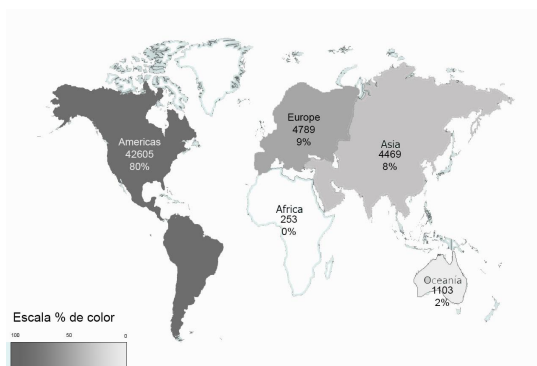 Americas
42605
80%
Europe
4789
9%
Asia
4469
8%
Africa
253
0%
Oceania
1103
2%
Escala % de color
100 50 0